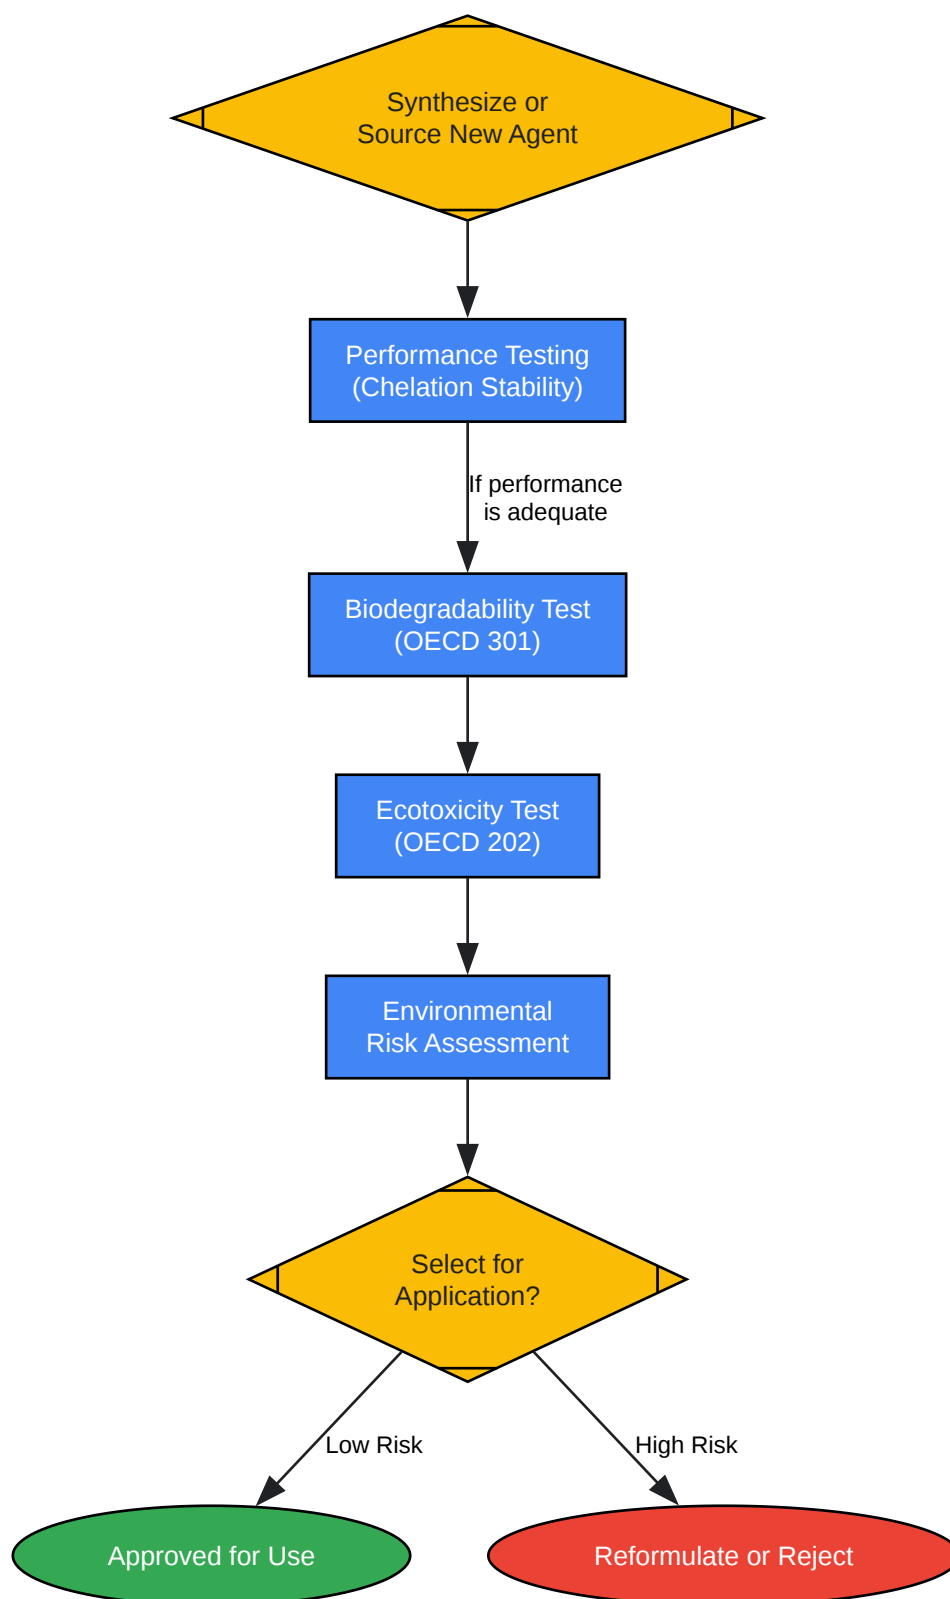 Synthesize or
Source New Agent
Performance Testing
(Chelation Stability)
If performance
is adequate
Biodegradability Test
(OECD 301)
Ecotoxicity Test
(OECD 202)
Environmental
Risk Assessment
Select for
Application?
Low Risk
High Risk
Approved for Use
Reformulate or Reject